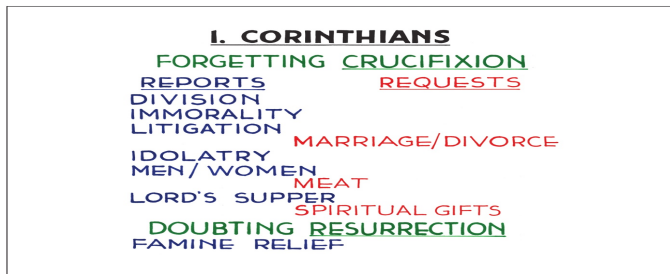 1. CORINTHIANS
FORGETTING CRUCIFIXION
REPORTS REQUESTS
DIVISION
IMMORALITY
LITIGATION
MARRIAGE/DIVORCE
IDOLATRY
MEN/WOMEN
MEAT
LORD'S SUPPER
SPIRITUAL GIFTS
DOUBTING RESURRECTION
FAMINE RELIEF